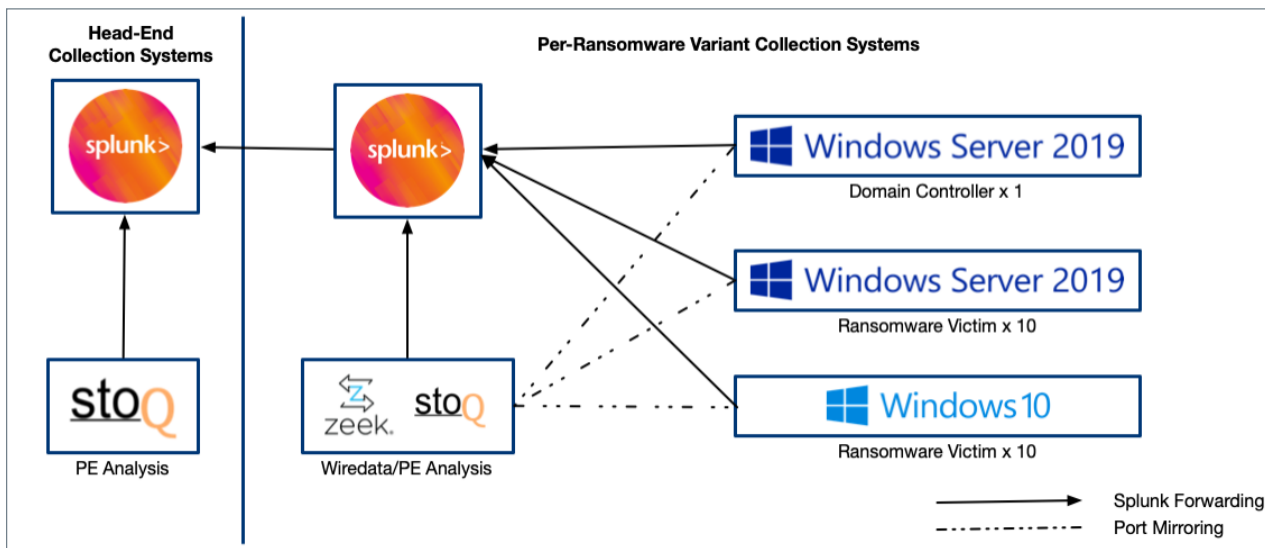 Head-End
Collection Systems
Per-Ransomware Variant Collection Systems
splunk>
splunk>
Windows Server 2019
Domain Controller x 1
Windows Server 2019
Ransomware Victim x 10
stoQ
PE Analysis
zeek®
stoQ
Wiredata/PE Analysis
Windows 10
Ransomware Victim x 10
Splunk Forwarding
Port Mirroring